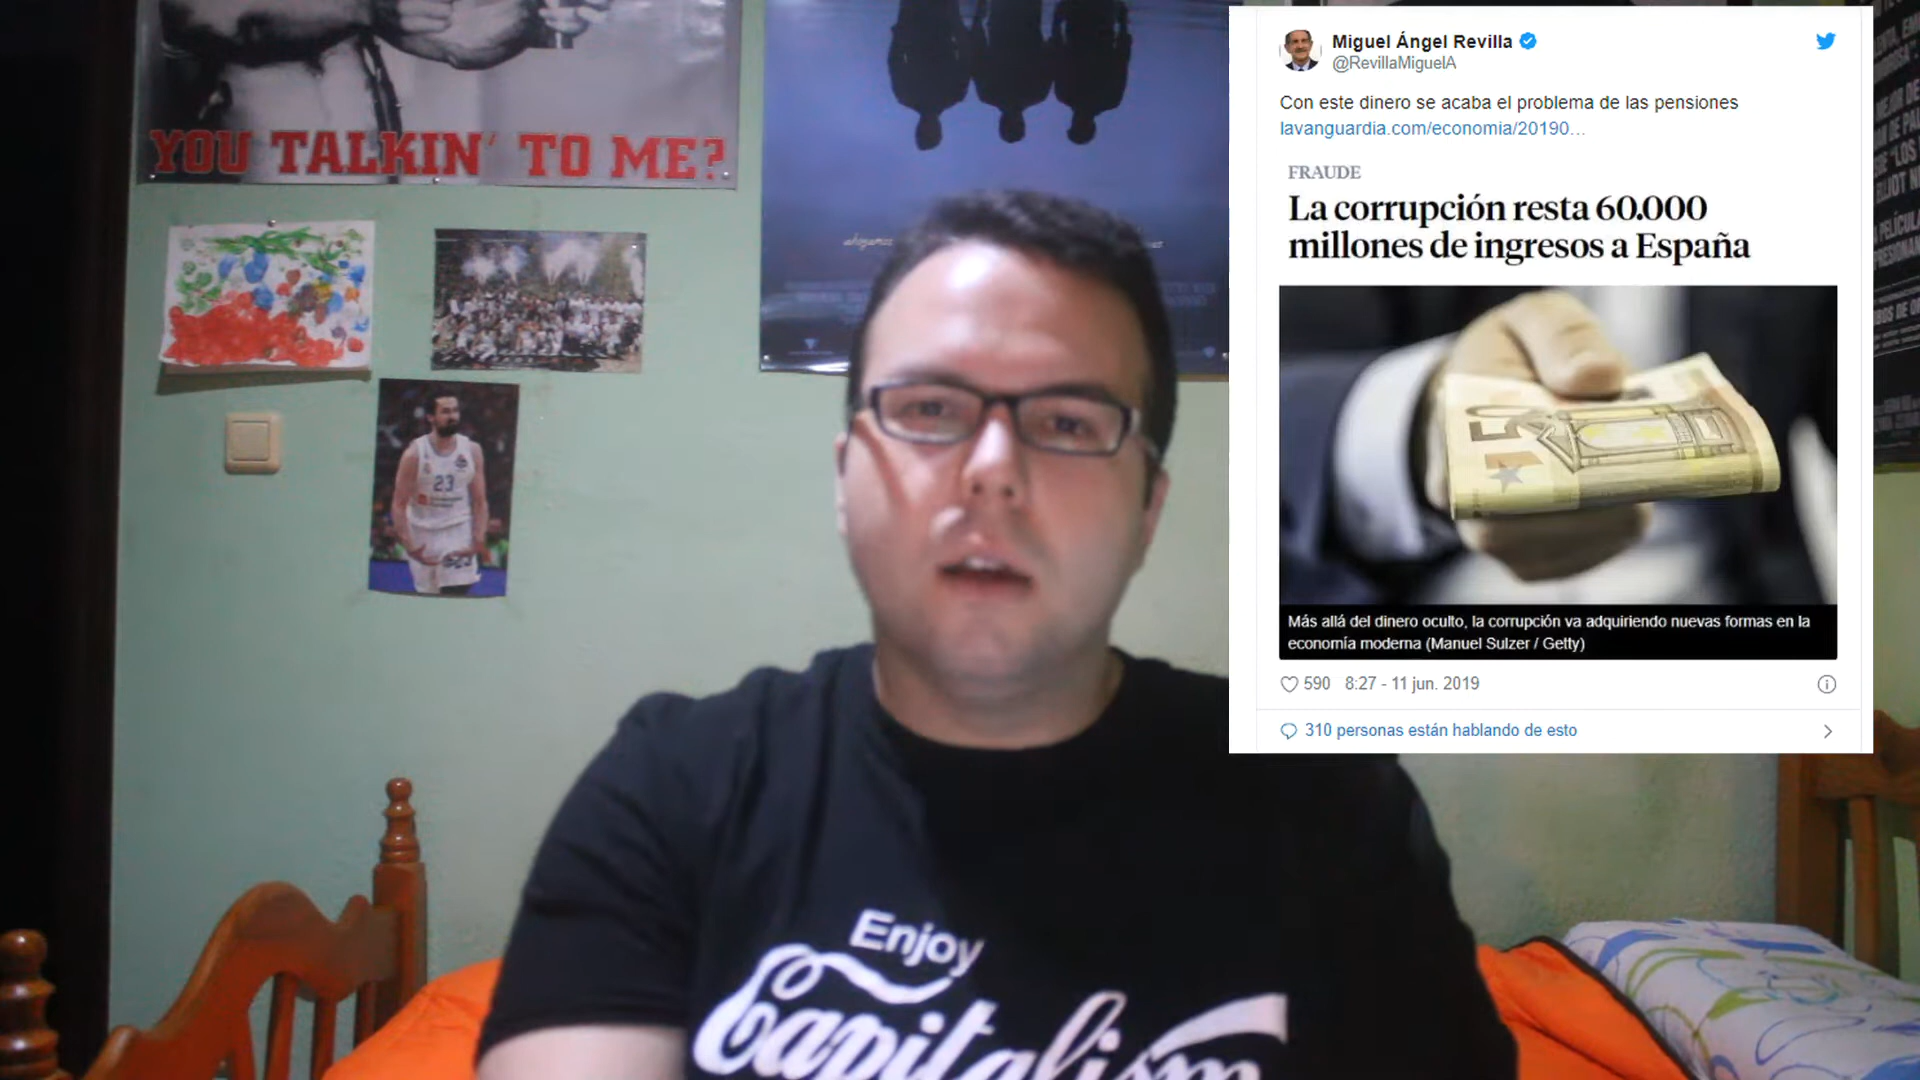 YOU TALKIN' TO ME?
23
Enjoy
Capitalism
Miguel Ángel Revilla
@RevillaMiguelA
Con este dinero se acaba el problema de las pensiones
lavanguardia.com/economia/20190…
FRAUDE
La corrupción resta 60.000
millones de ingresos a España
50
Más allá del dinero oculto, la corrupción va adquiriendo nuevas formas en la
economía moderna (Manuel Sulzer / Getty)
590 8:27 - 11 jun. 2019
310 personas están hablando de esto